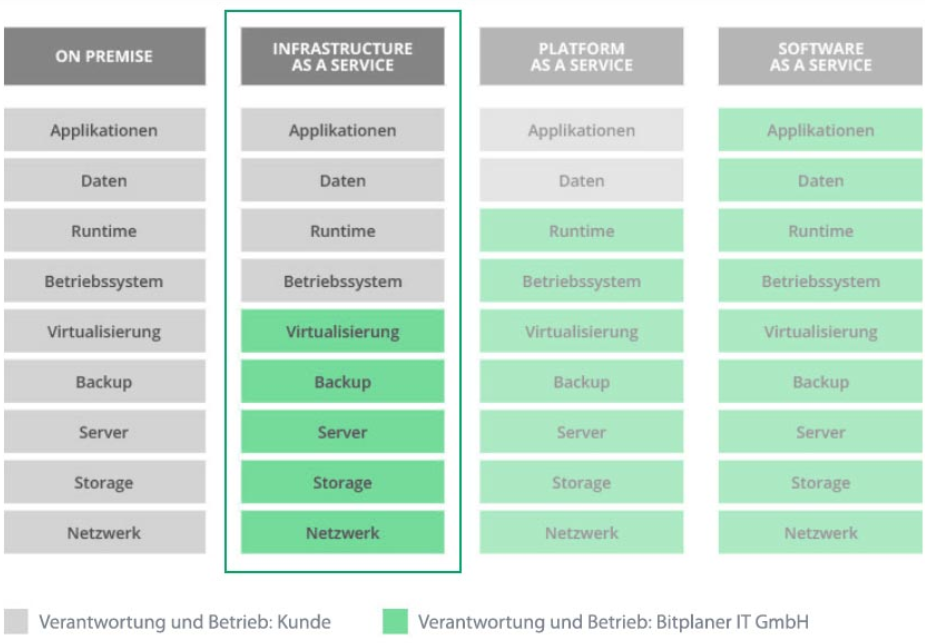 ON PREMISE
INFRASTRUCTURE
AS A SERVICE
PLATFORM
AS A SERVICE
SOFTWARE
AS A SERVICE
Applikationen Applikationen Applikationen Applikationen
Daten Daten Daten Daten
Runtime Runtime Runtime Runtime
Betriebssystem Betriebssystem Betriebssystem Betriebssystem
Virtualisierung Virtualisierung Virtualisierung Virtualisierung
Backup Backup Backup Backup
Server Server Server Server
Storage Storage Storage Storage
Netzwerk Netzwerk Netzwerk Netzwerk
Verantwortung und Betrieb: Kunde
Verantwortung und Betrieb: Bitplaner IT GmbH